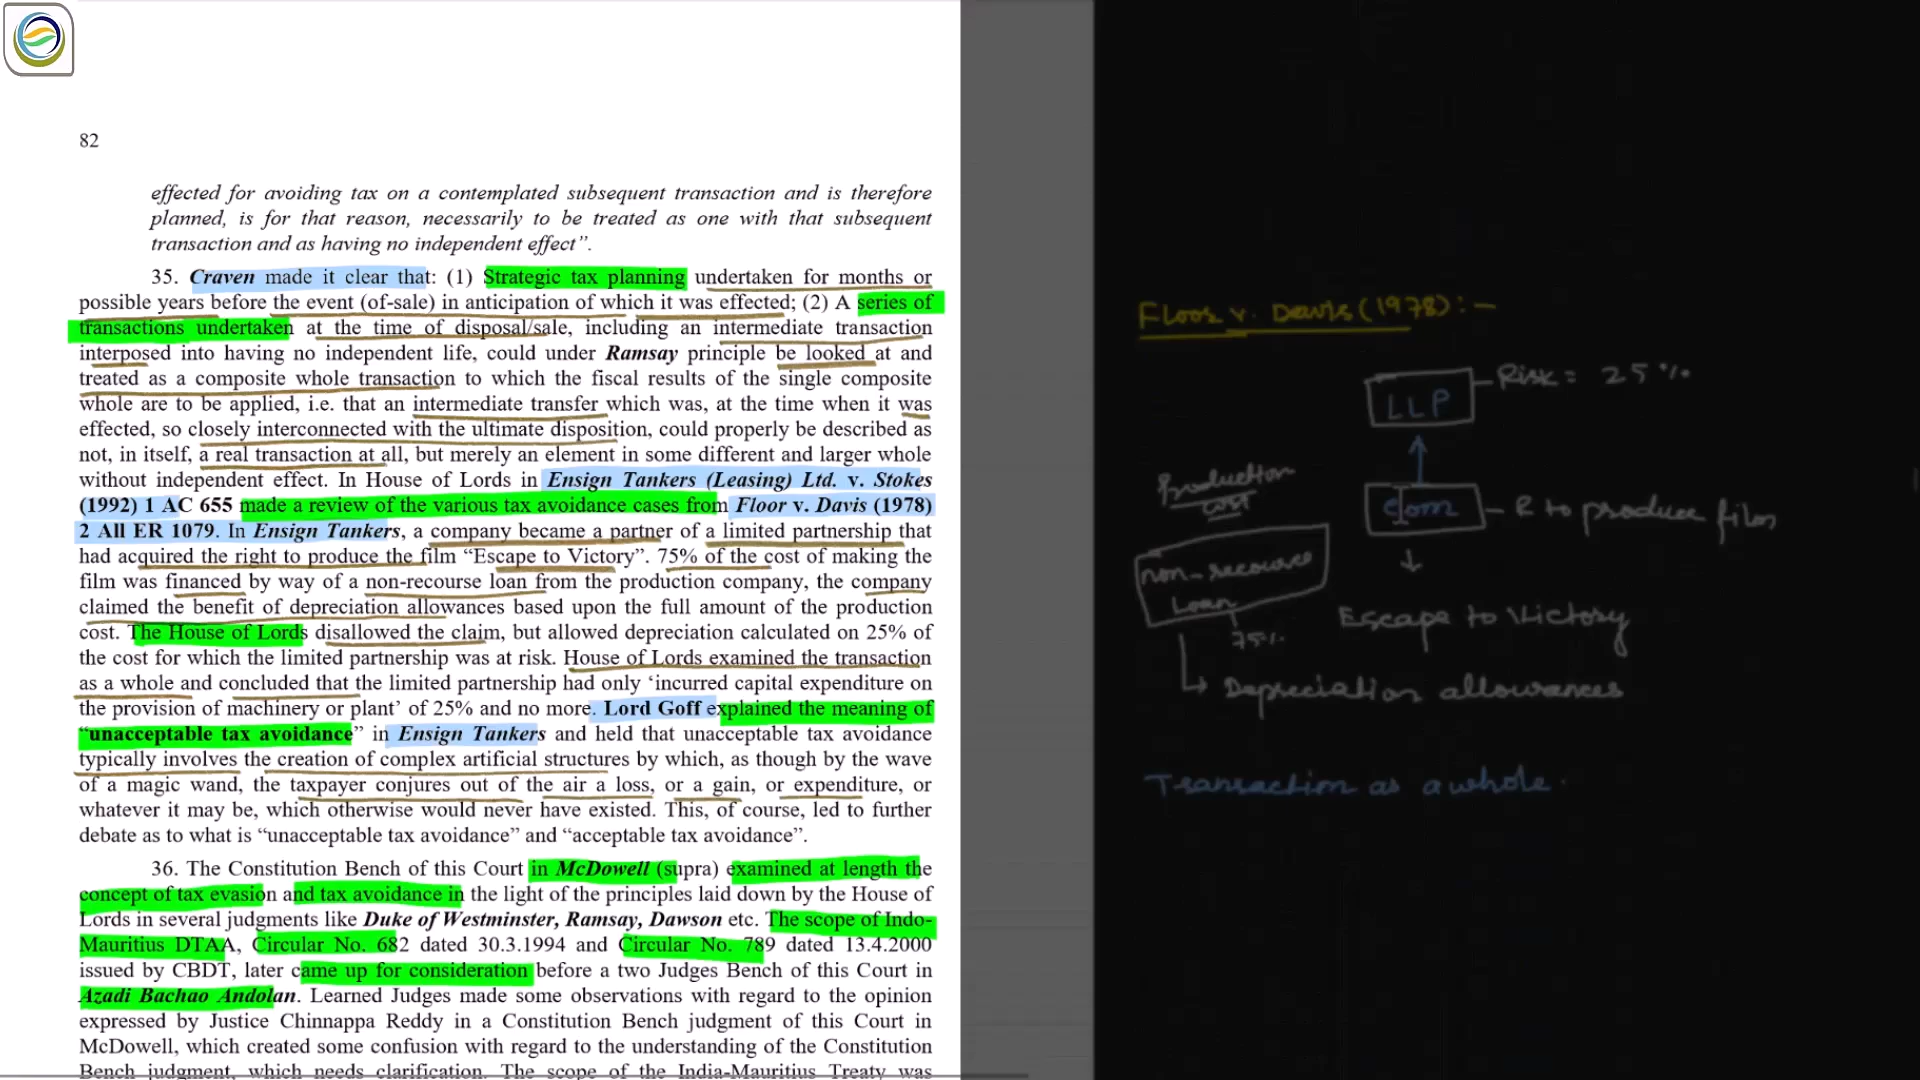 82
effected for avoiding tax on a contemplated subsequent transaction and is therefore
planned, is for that reason, necessarily to be treated as one with that subsequent
transaction and as having no independent effect”.
35. Craven made it clear that: (1) Strategic tax planning undertaken for months or
possible years before the event (of-sale) in anticipation of which it was effected; (2) A series of
transactions undertaken at the time of disposal/sale, including an intermediate transaction
interposed into having no independent life, could under Ramsay principle be looked at and
treated as a composite whole transaction to which the fiscal results of the single composite
whole are to be applied, i.e. that an intermediate transfer which was, at the time when it was
effected, so closely interconnected with the ultimate disposition, could properly be described as
not, in itself, a real transaction at all, but merely an element in some different and larger whole
without independent effect. In House of Lords in Ensign Tankers (Leasing) Ltd. v. Stokes
(1992) 1 AC 655 made a review of the various tax avoidance cases from Floor v. Davis (1978)
2 All ER 1079. In Ensign Tankers, a company became a partner of a limited partnership that
had acquired the right to produce the film “Escape to Victory”. 75% of the cost of making the
film was financed by way of a non-recourse loan from the production company, the company
claimed the benefit of depreciation allowances based upon the full amount of the production
cost. The House of Lords disallowed the claim, but allowed depreciation calculated on 25% of
the cost for which the limited partnership was at risk. House of Lords examined the transaction
as a whole and concluded that the limited partnership had only ‘incurred capital expenditure on
the provision of machinery or plant’ of 25% and no more. Lord Goff explained the meaning of
“unacceptable tax avoidance” in Ensign Tankers and held that unacceptable tax avoidance
typically involves the creation of complex artificial structures by which, as though by the wave
of a magic wand, the taxpayer conjures out of the air a loss, or a gain, or expenditure, or
whatever it may be, which otherwise would never have existed. This, of course, led to further
debate as to what is “unacceptable tax avoidance” and “acceptable tax avoidance”.
36. The Constitution Bench of this Court in McDowell (supra) examined at length the
concept of tax evasion and tax avoidance in the light of the principles laid down by the House of
Lords in several judgments like Duke of Westminster, Ramsay, Dawson etc. The scope of Indo-
Mauritius DTAA, Circular No. 682 dated 30.3.1994 and Circular No. 789 dated 13.4.2000
issued by CBDT, later came up for consideration before a two Judges Bench of this Court in
Azadi Bachao Andolan. Learned Judges made some observations with regard to the opinion
expressed by Justice Chinnappa Reddy in a Constitution Bench judgment of this Court in
McDowell, which created some confusion with regard to the understanding of the Constitution
Bench judgment, which needs clarification. The scope of the India-Mauritius Treaty was
Floor v. Davis (1978) :-
LLP - Risk = 25%.
Production
cost
Com - R to produce film
non-recourse
Loan
75%.
Escape to Victory
Depreciation allowances
Transaction as a whole.